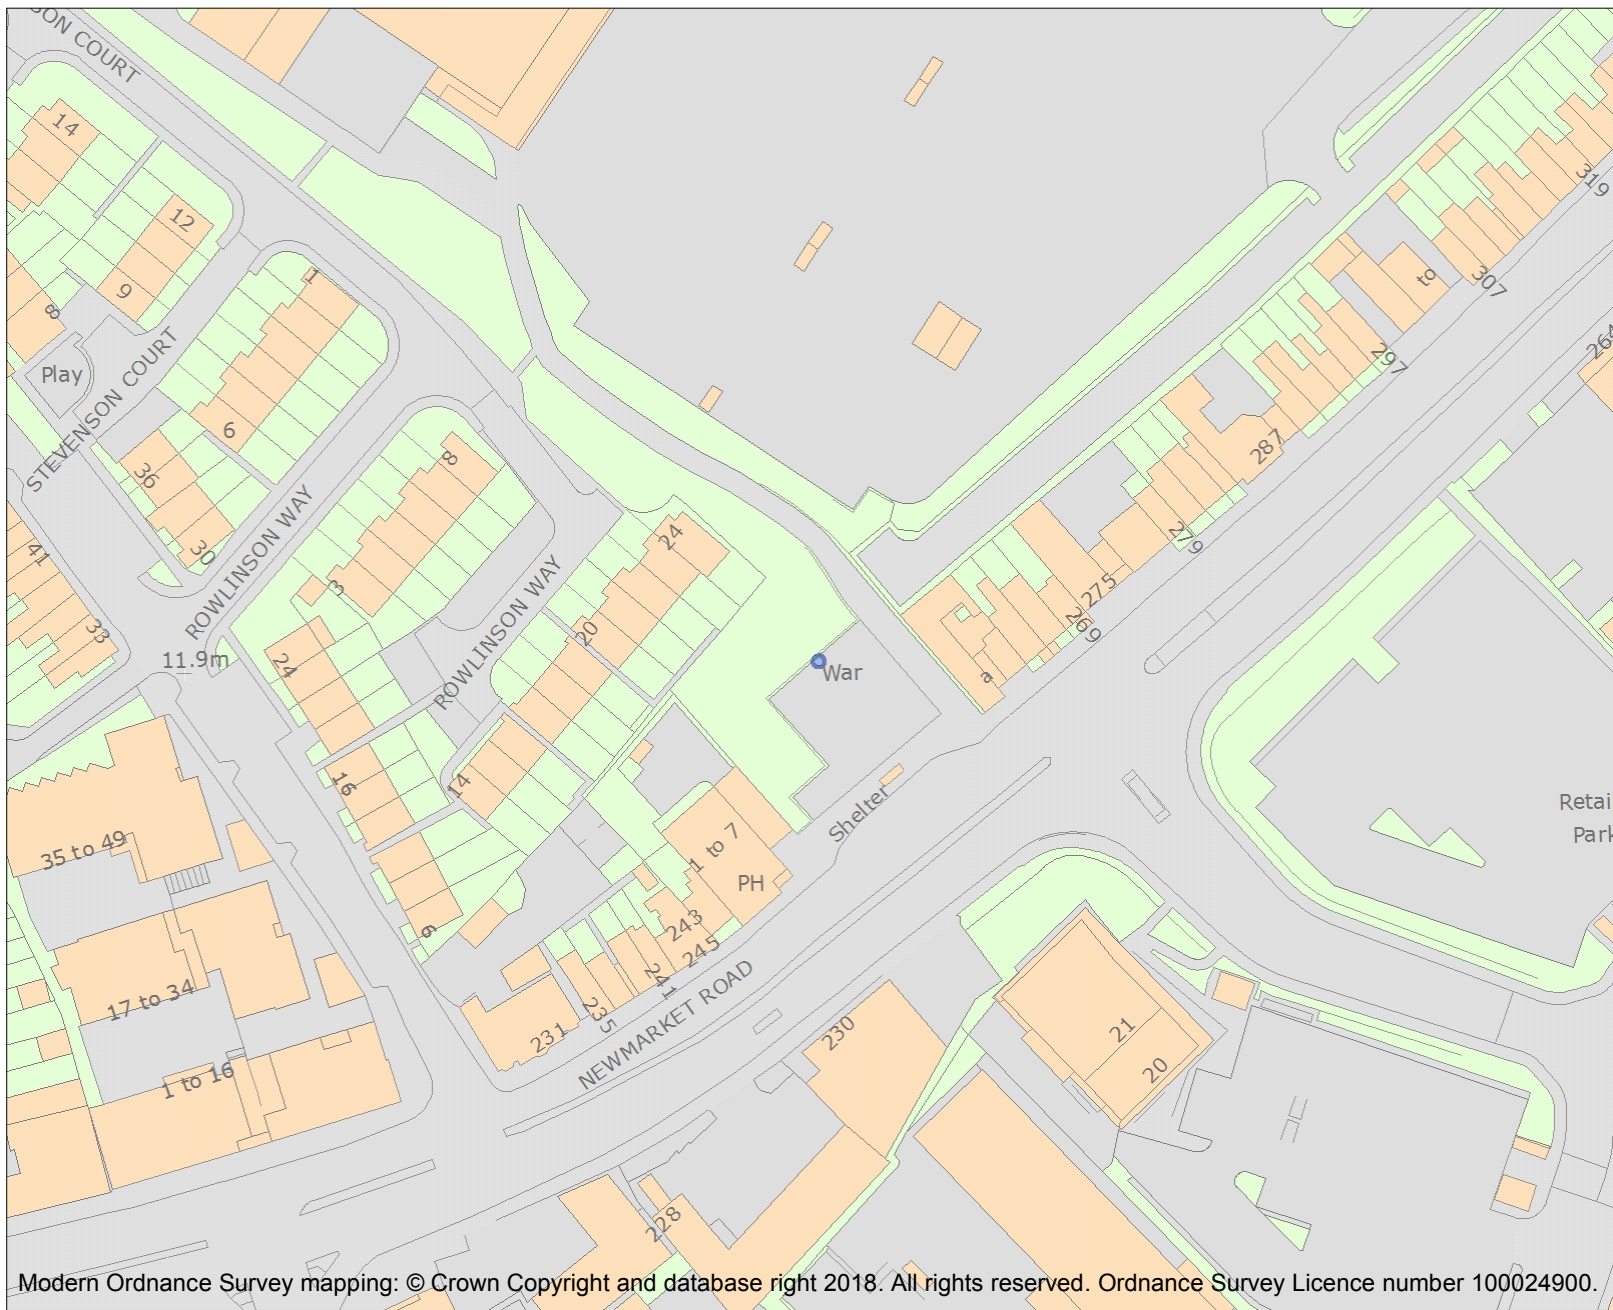 SON COURT
14
12
9
8
Play
STEVENSON COURT
1
6
36
30
41
33
ROWLINSON WAY
11.9m
8
3
24
ROWLINSON WAY
24
20
14
16
6
War
Shelter
1 to 7
PH
243
245
241
235
231
NEWMARKET ROAD
35 to 49
17 to 34
1 to 16
319
307
to
297
287
279
275
269
a
264
Retai
Park
230
21
20
228
Modern Ordnance Survey mapping: © Crown Copyright and database right 2018. All rights reserved. Ordnance Survey Licence number 100024900.